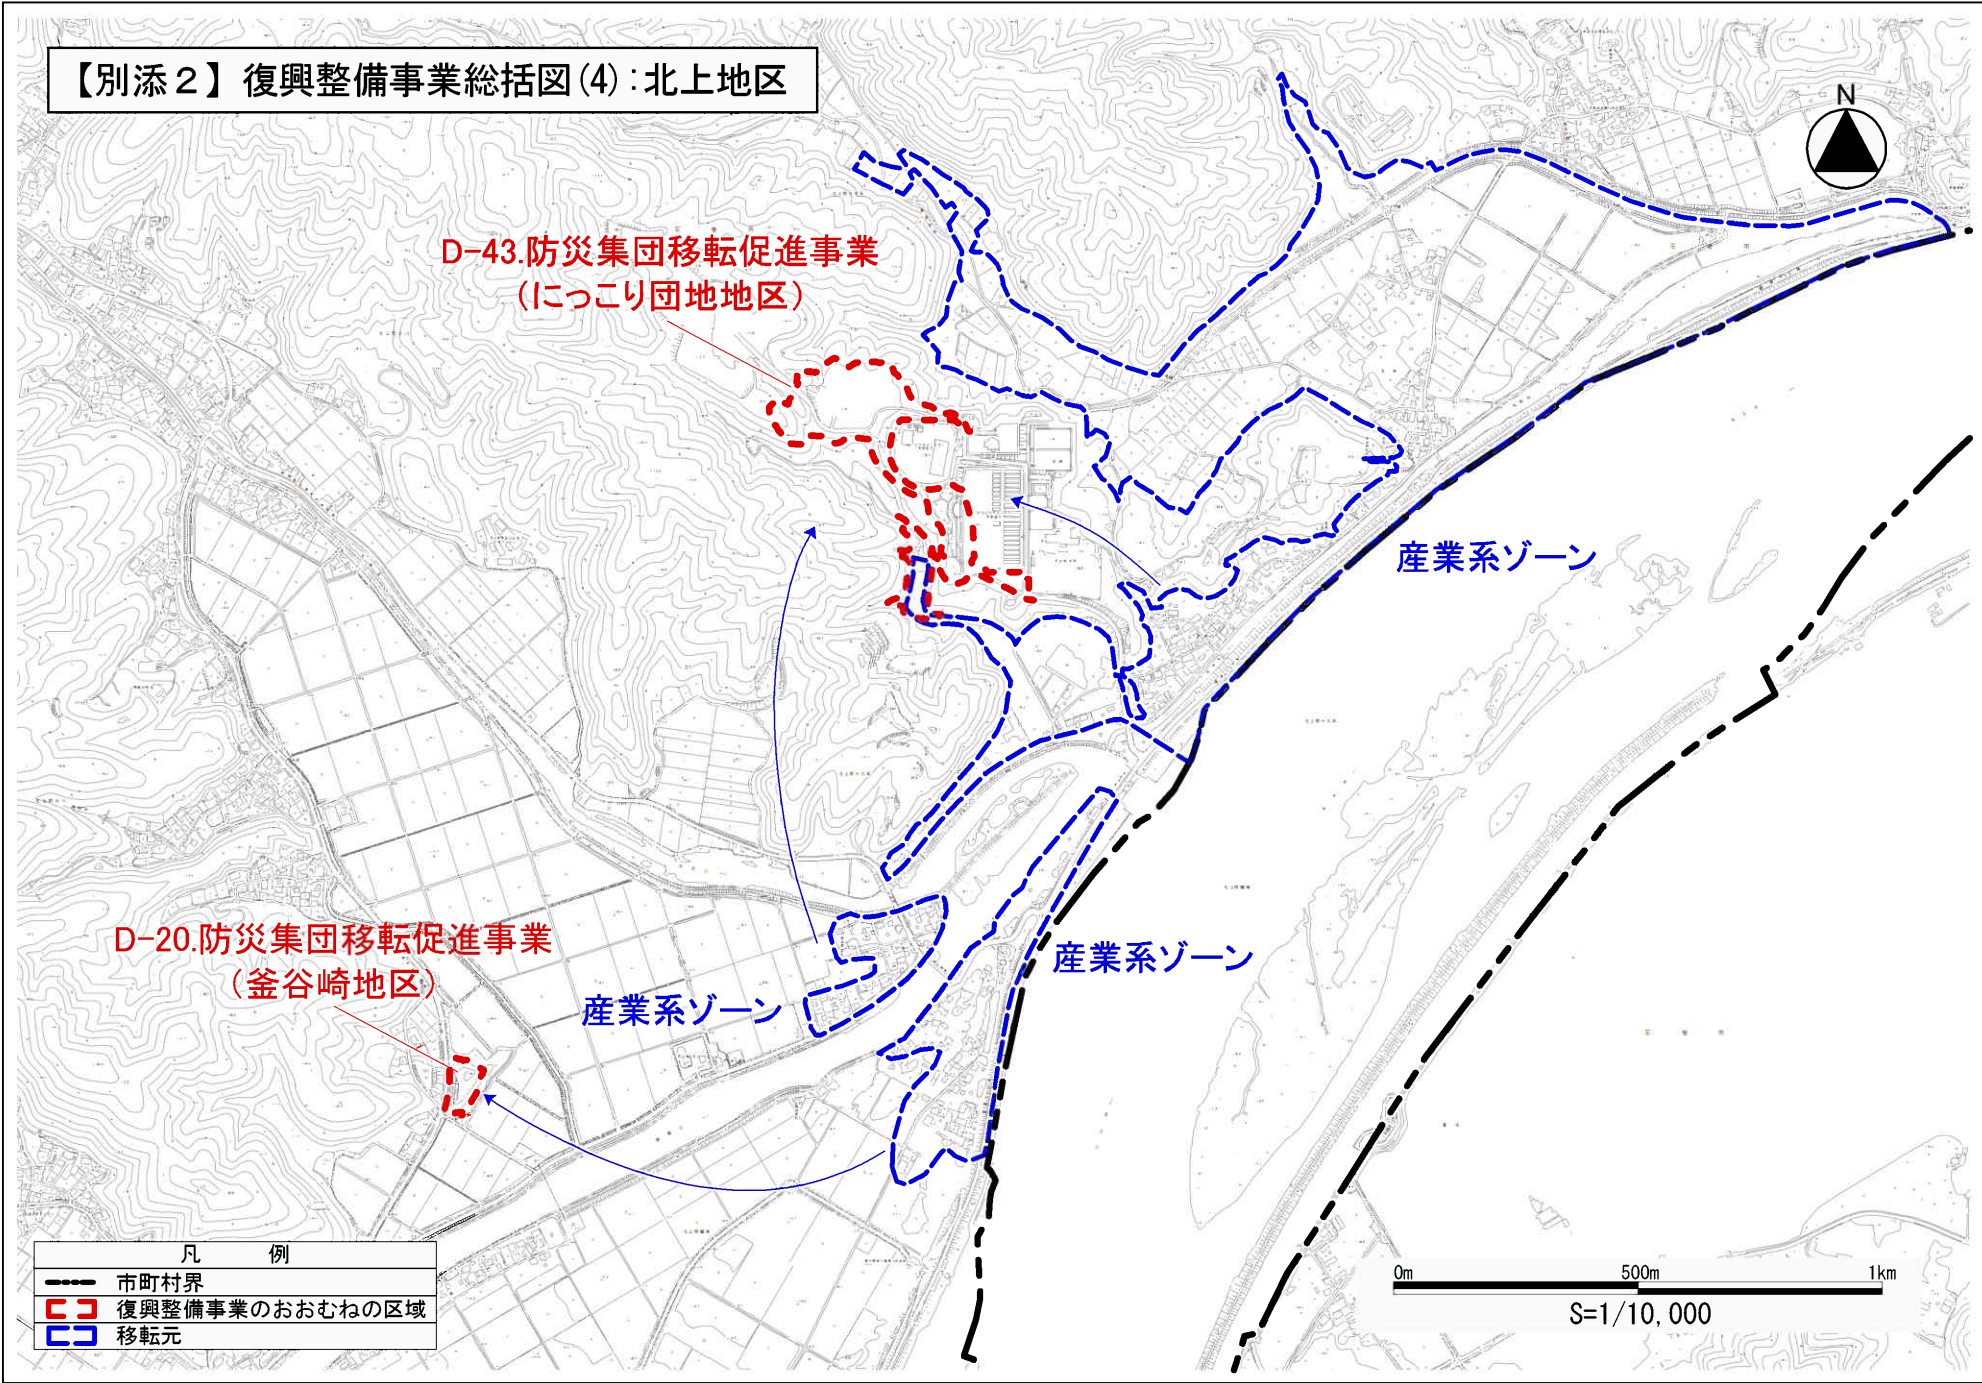 【別添２】復興整備事業総括図(4):北上地区
N
D-43.防災集団移転促進事業
(にっこり団地地区)
産業系ゾーン
D-20.防災集団移転促進事業
(釜谷崎地区)
産業系ゾーン
産業系ゾーン
凡 例
市町村界
復興整備事業のおおむねの区域
移転元
0m 500m 1km
S=1/10,000